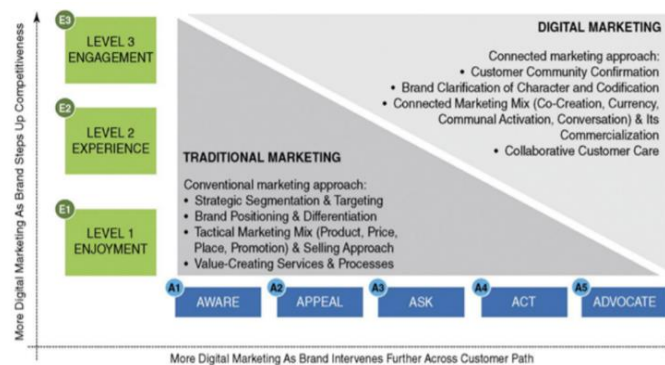 More Digital Marketing As Brand Steps Up Competitiveness
E3
LEVEL 3
ENGAGEMENT
E2
LEVEL 2
EXPERIENCE
E1
LEVEL 1
ENJOYMENT
DIGITAL MARKETING
Connected marketing approach:
• Customer Community Confirmation
• Brand Clarification of Character and Codification
• Connected Marketing Mix (Co-Creation, Currency,
Communal Activation, Conversation) & Its
Commercialization
• Collaborative Customer Care
TRADITIONAL MARKETING
Conventional marketing approach:
• Strategic Segmentation & Targeting
• Brand Positioning & Differentiation
• Tactical Marketing Mix (Product, Price,
Place, Promotion) & Selling Approach
• Value-Creating Services & Processes
A1
AWARE
A2
APPEAL
A3
ASK
A4
ACT
A5
ADVOCATE
More Digital Marketing As Brand Intervenes Further Across Customer Path